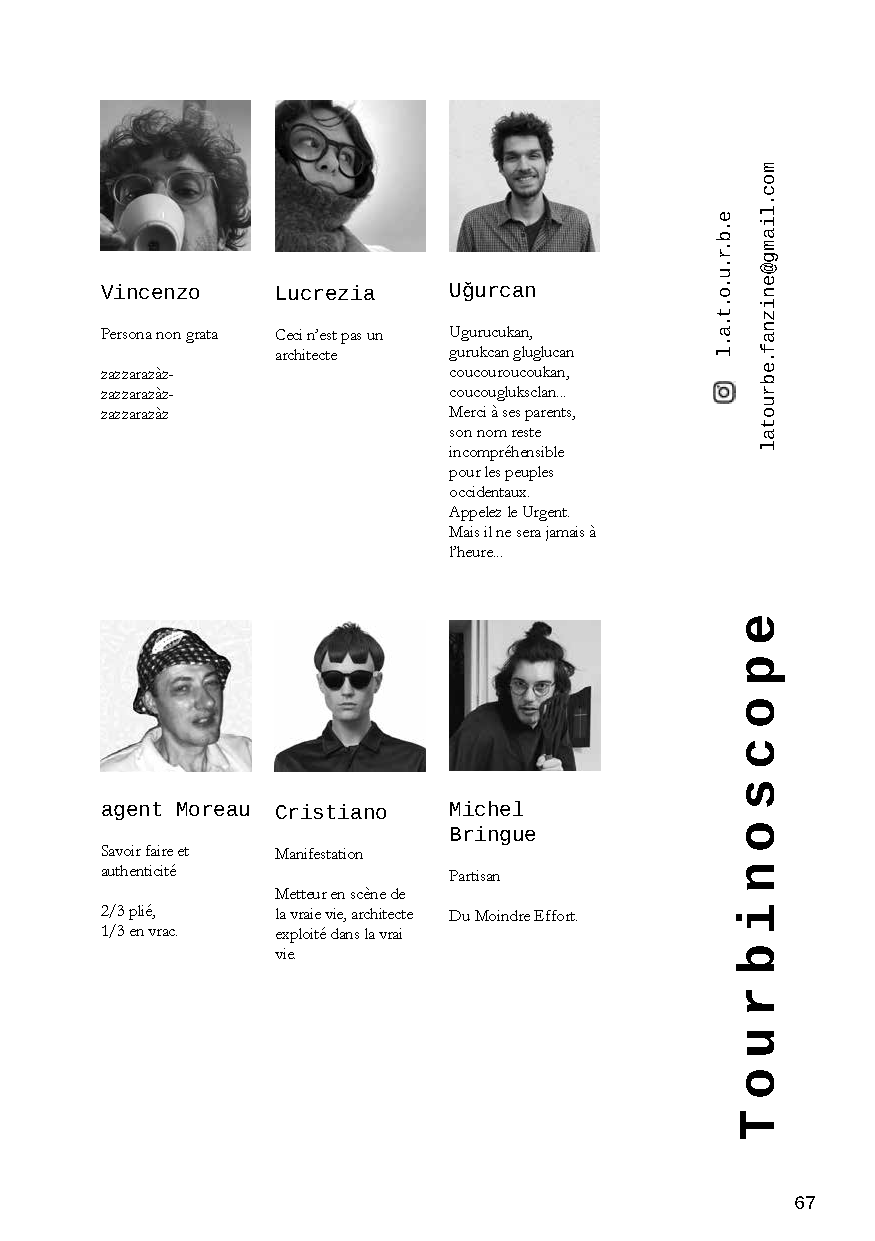 Vincenzo
Persona non grata
zazzarazàz-
zazzarazàz-
zazzarazàz
Lucrezia
Ceci n’est pas un
architecte
Uğurcan
Ugurucukan,
gurukcan gluglucan
coucouroucoukan,
coucougluksclan...
Merci à ses parents,
son nom reste
incompréhensible
pour les peuples
occidentaux.
Appelez le Urgent.
Mais il ne sera jamais à
l’heure...
agent Moreau
Savoir faire et
authenticité
2/3 plié,
1/3 en vrac.
Cristiano
Manifestation
Metteur en scène de
la vraie vie, architecte
exploité dans la vrai
vie.
Michel
Bringue
Partisan
Du Moindre Effort.
l.a.t.o.u.r.b.e
latourbe.fanzine@gmail.com
Tourbinoscope
67